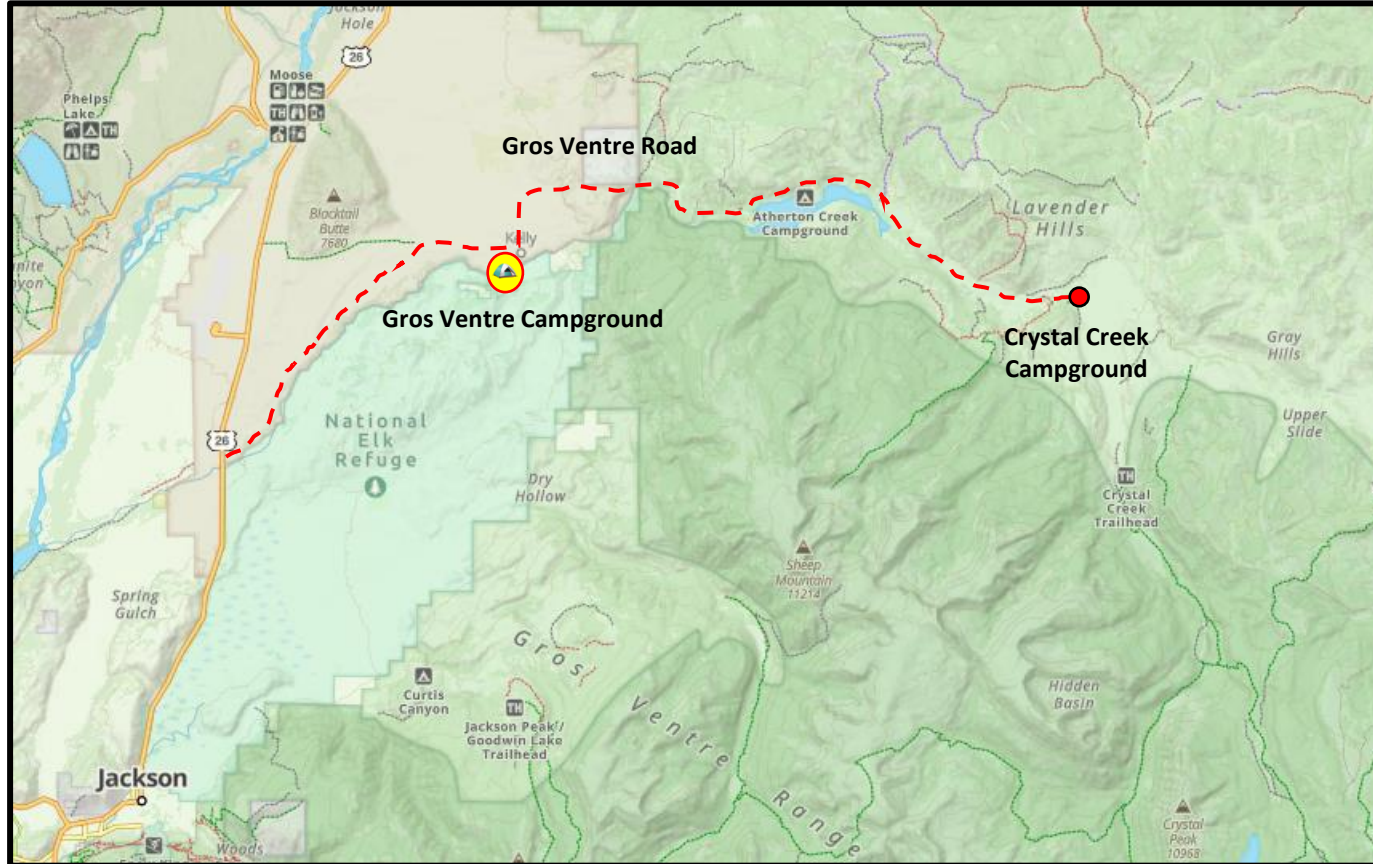 Jackson
Hole
26
Moose
TH
Phelps
Lake
TH
Gros Ventre Road
Blacktail
Butte
7680
Atherton Creek
Campground
Lavender
Hills
Kelly
Gros Ventre Campground
Crystal Creek
Campground
Gray
Hills
Upper
Slide
26
National
Elk
Refuge
Dry
Hollow
TH
Crystal
Creek
Trailhead
Sheep
Mountain
11214
Spring
Gulch
Gros
Ventre
Range
Curtis
Canyon
TH
Jackson Peak /
Goodwin Lake
Trailhead
Hidden
Basin
Jackson
Woods
Crystal
Peak
10968